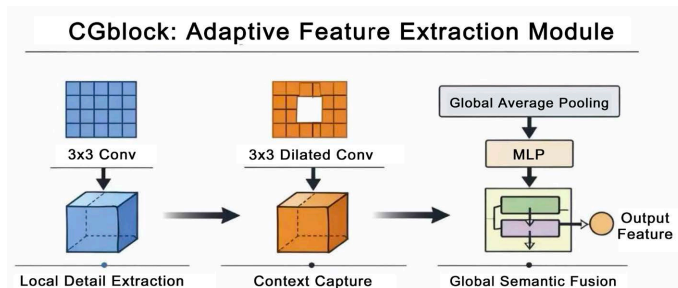 CGblock: Adaptive Feature Extraction Module
3x3 Conv
3x3 Dilated Conv
Global Average Pooling
MLP
Output
Feature
Local Detail Extraction
Context Capture
Global Semantic Fusion